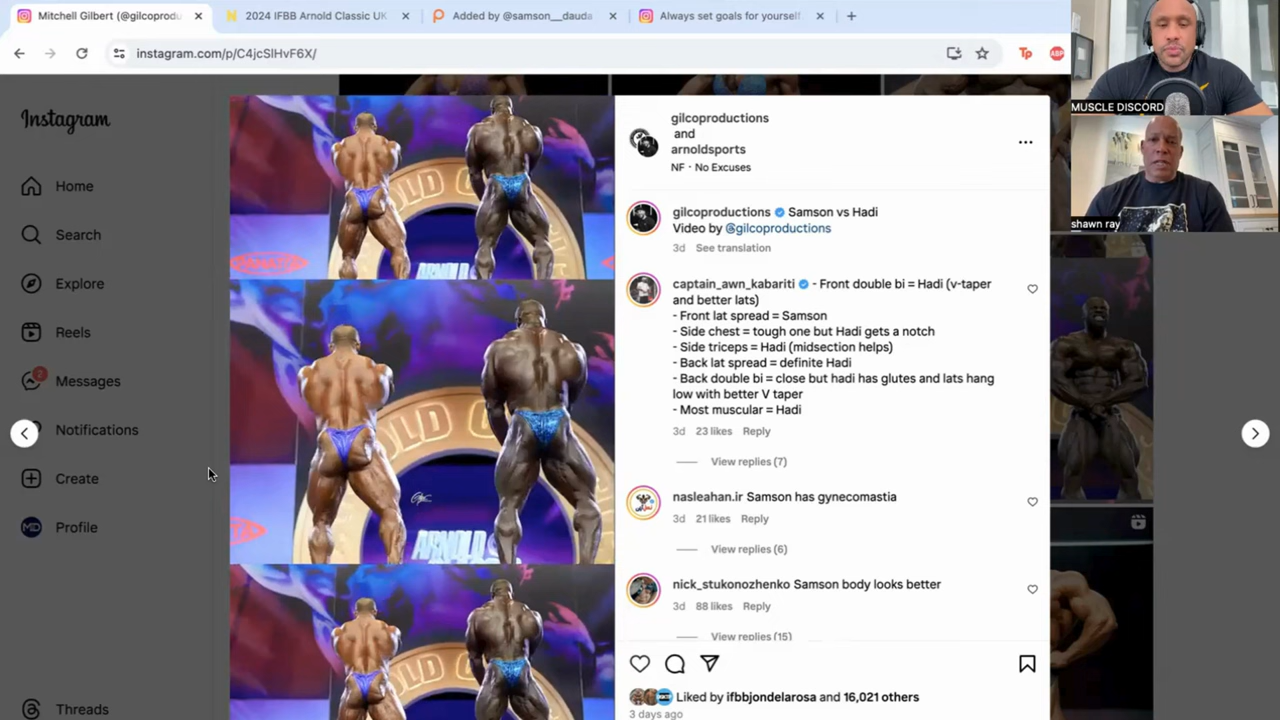 Mitchell Gilbert (@gilcoprodu
2024 IFBB Arnold Classic UK
Added by @samson__dauda
Always set goals for yourself
instagram.com/p/C4jcSlHvF6X/
Tp
ABP
MUSCLE DISCORD
shawn ray
Instagram
Home
Search
Explore
Reels
2
Messages
Notifications
Create
MD
Profile
Threads
ARNOLD
ARNOLD
gilcoproductions
and
arnoldsports
NF · No Excuses
gilcoproductions Samson vs Hadi
Video by @gilcoproductions
3d See translation
captain_awn_kabariti - Front double bi = Hadi (v-taper
and better lats)
- Front lat spread = Samson
- Side chest = tough one but Hadi gets a notch
- Side triceps = Hadi (midsection helps)
- Back lat spread = definite Hadi
- Back double bi = close but hadi has glutes and lats hang
low with better V taper
- Most muscular = Hadi
3d 23 likes Reply
View replies (7)
nasleahan.ir Samson has gynecomastia
3d 21 likes Reply
View replies (6)
nick_stukonozhenko Samson body looks better
3d 88 likes Reply
View replies (15)
Liked by ifbbjondelarosa and 16,021 others
3 days ago